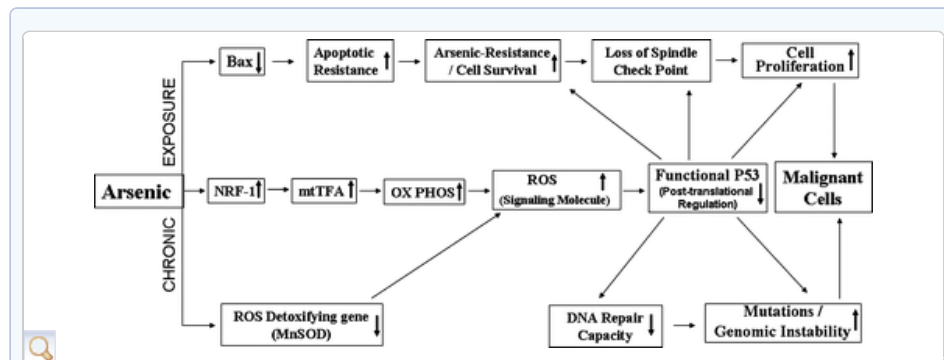 EXPOSURE
CHRONIC
Arsenic
Bax
Apoptotic
Resistance
Arsenic-Resistance
/ Cell Survival
Loss of Spindle
Check Point
Cell
Proliferation
NRF-1
mtTFA
OX PHOS
ROS
(Signaling Molecule)
Functional P53
(Post-translational
Regulation)
Malignant
Cells
ROS Detoxifying gene
(MnSOD)
DNA Repair
Capacity
Mutations /
Genomic Instability